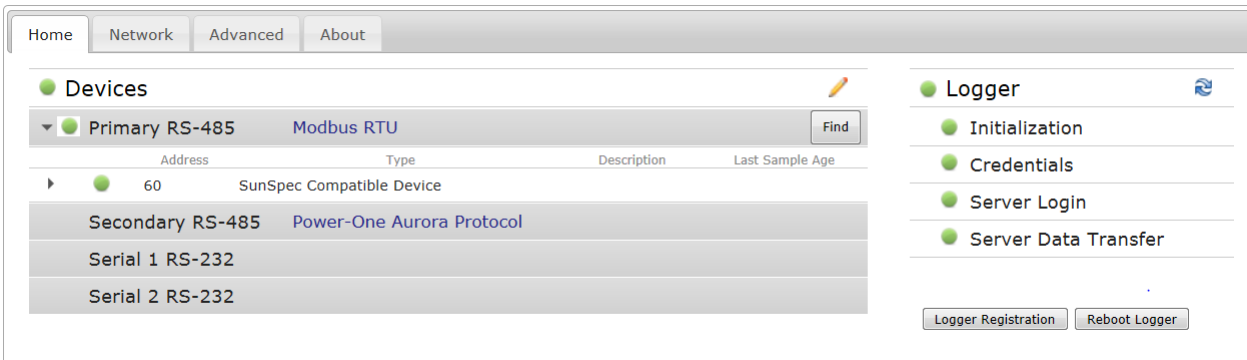 Home Network Advanced About
Devices
Primary RS-485 Modbus RTU Find
Address Type Description Last Sample Age
60 SunSpec Compatible Device
Secondary RS-485 Power-One Aurora Protocol
Serial 1 RS-232
Serial 2 RS-232
Logger
Initialization
Credentials
Server Login
Server Data Transfer
Logger Registration Reboot Logger